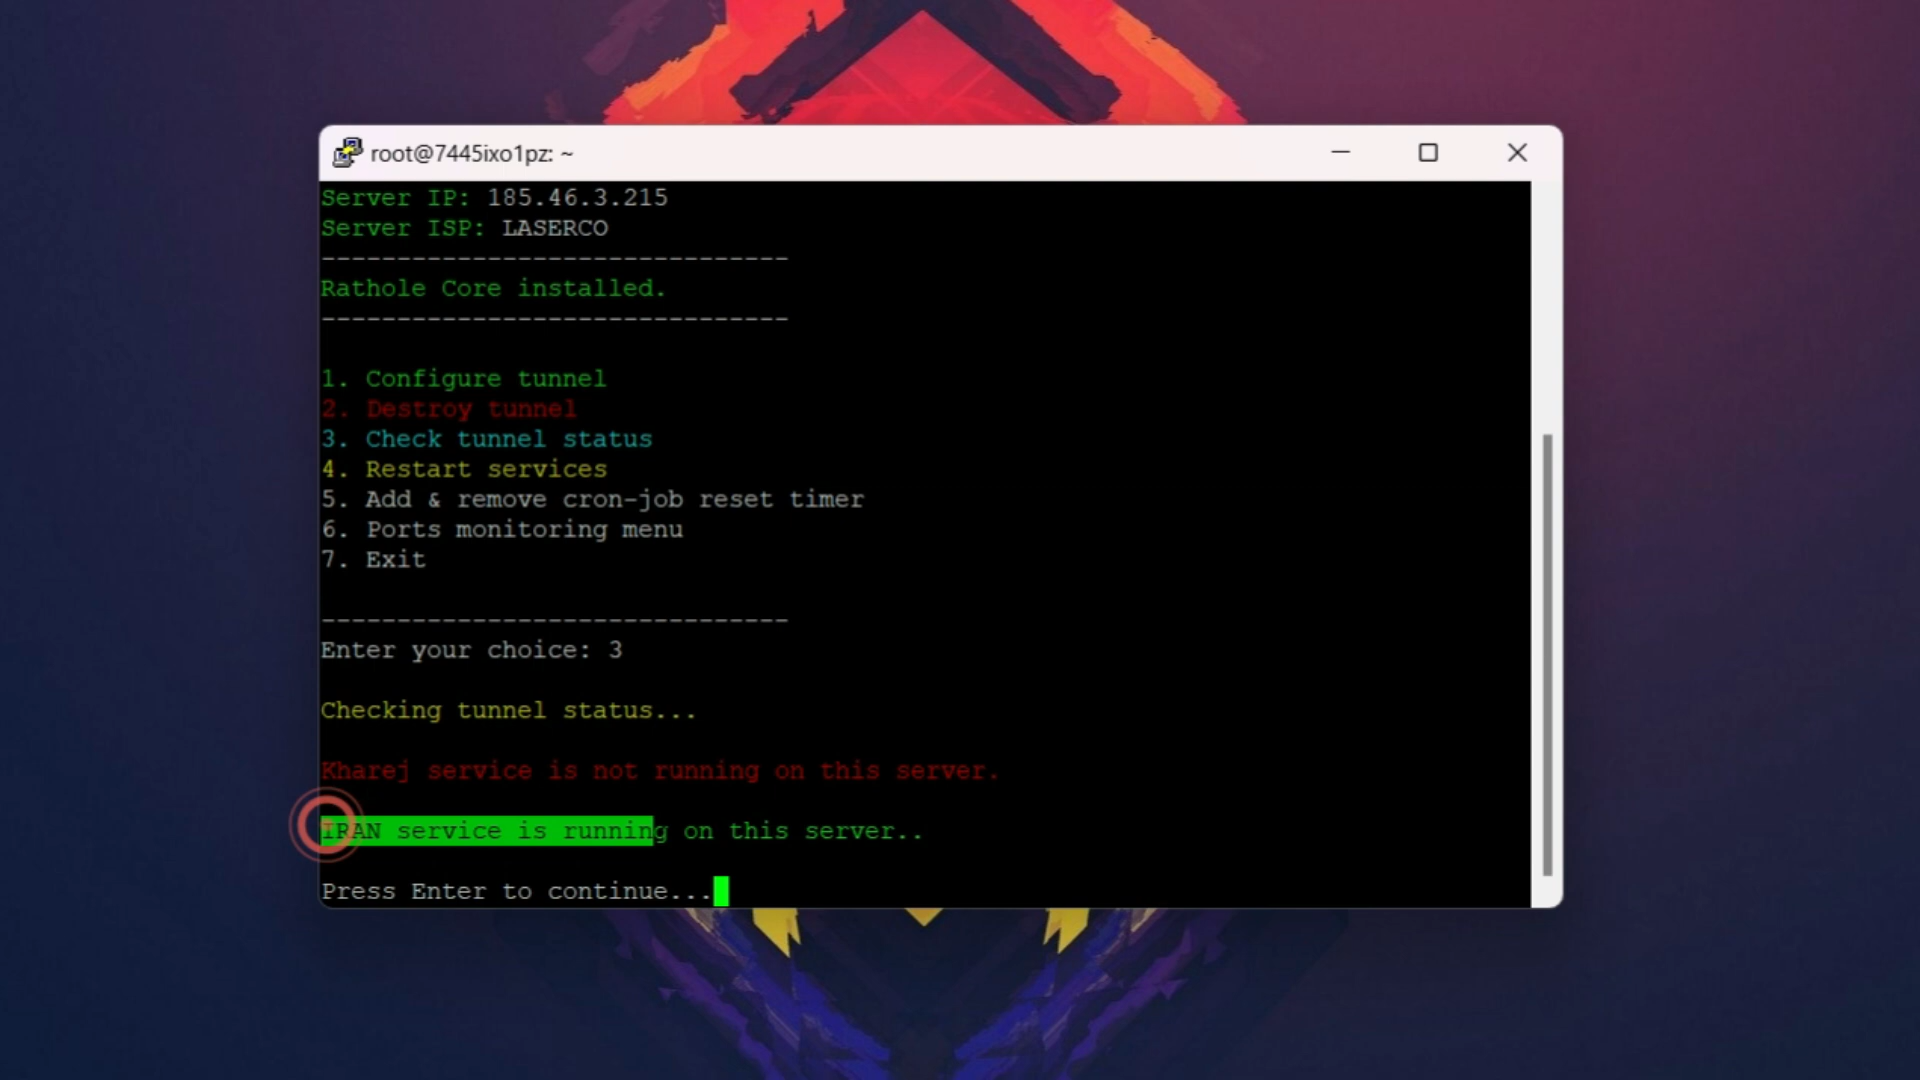 root@7445ixo1pz: ~
Server IP: 185.46.3.215
Server ISP: LASERCO
-------------------------------
Rathole Core installed.
-------------------------------
1. Configure tunnel
2. Destroy tunnel
3. Check tunnel status
4. Restart services
5. Add & remove cron-job reset timer
6. Ports monitoring menu
7. Exit
-------------------------------
Enter your choice: 3
Checking tunnel status...
Kharej service is not running on this server.
IRAN service is running on this server..
Press Enter to continue...